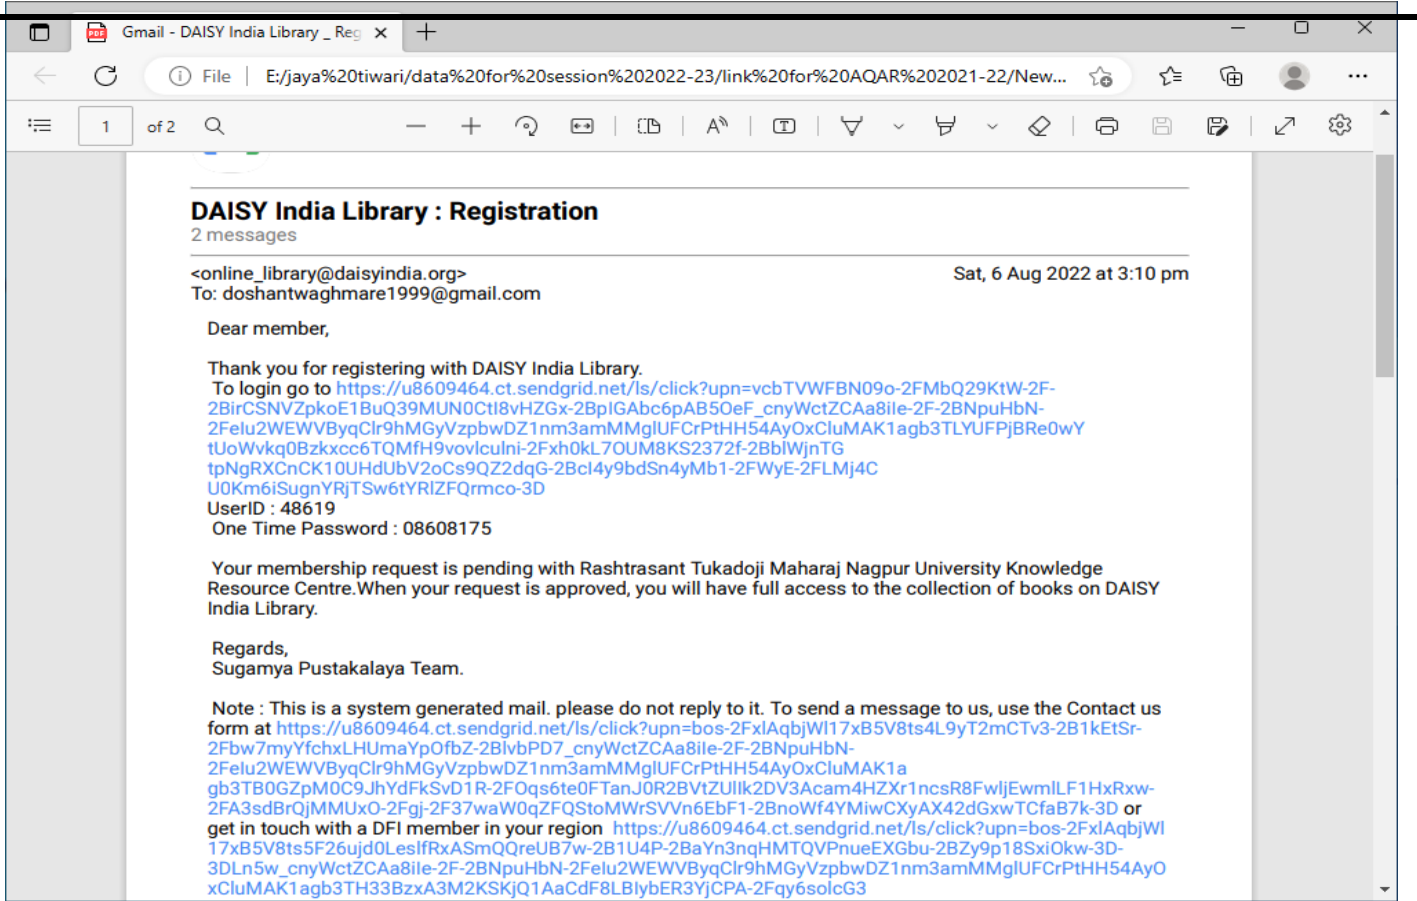 Gmail - DAISY India Library _ Reg
File
E:/jaya%20tiwari/data%20for%20session%202022-23/link%20for%20AQAR%202021-22/New...
1 of 2
DAISY India Library : Registration
2 messages
<online_library@daisyindia.org> Sat, 6 Aug 2022 at 3:10 pm
To: doshantwaghmare1999@gmail.com
Dear member,
Thank you for registering with DAISY India Library.
To login go to https://u8609464.ct.sendgrid.net/ls/click?upn=vcbTVWFBN09o-2FMbQ29KtW-2F-
2BirCSNVZpkoE1BuQ39MUN0CtI8vHZGx-2BpIGAbc6pAB5OeF_cnyWctZCAa8iIe-2F-2BNpuHbN-
2FeIu2WEWVByqClr9hMGyVzpbwDZ1nm3amMMglUFCrPtHH54AyOxCluMAK1agb3TLYUFPjBRe0wY
tUoWvkq0Bzkxcc6TQMfH9vovlculni-2Fxh0kL7OUM8KS2372f-2BblWjnTG
tpNgRXCnCK10UHdUbV2oCs9QZ2dqG-2BcI4y9bdSn4yMb1-2FWyE-2FLMj4C
U0Km6iSugnYRjTSw6tYRlZFQrmco-3D
UserID : 48619
One Time Password : 08608175
Your membership request is pending with Rashtrasant Tukadoji Maharaj Nagpur University Knowledge
Resource Centre.When your request is approved, you will have full access to the collection of books on DAISY
India Library.
Regards,
Sugamya Pustakalaya Team.
Note : This is a system generated mail. please do not reply to it. To send a message to us, use the Contact us
form at https://u8609464.ct.sendgrid.net/ls/click?upn=bos-2FxlAqbjWl17xB5V8ts4L9yT2mCTv3-2B1kEtSr-
2Fbw7myYfchxLHUmaYpOfbZ-2BlvbPD7_cnyWctZCAa8iIe-2F-2BNpuHbN-
2FeIu2WEWVByqClr9hMGyVzpbwDZ1nm3amMMglUFCrPtHH54AyOxCluMAK1a
gb3TB0GZpM0C9JhYdFkSvD1R-2FOqs6te0FTanJ0R2BVtZUlIk2DV3Acam4HZXr1ncsR8FwljEwmlLF1HxRxw-
2FA3sdBrQjMMUxO-2Fgj-2F37waW0qZFQStoMWrSVVn6EbF1-2BnoWf4YMiwCXyAX42dGxwTCfaB7k-3D or
get in touch with a DFI member in your region https://u8609464.ct.sendgrid.net/ls/click?upn=bos-2FxlAqbjWl
17xB5V8ts5F26ujd0LeslfRxASmQQreUB7w-2B1U4P-2BaYn3nqHMTQVPnueEXGbu-2BZy9p18SxiOkw-3D-
3DLn5w_cnyWctZCAa8iIe-2F-2BNpuHbN-2FeIu2WEWVByqClr9hMGyVzpbwDZ1nm3amMMglUFCrPtHH54AyO
xCluMAK1agb3TH33BzxA3M2KSKjQ1AaCdF8LBIybER3YjCPA-2Fqy6solcG3